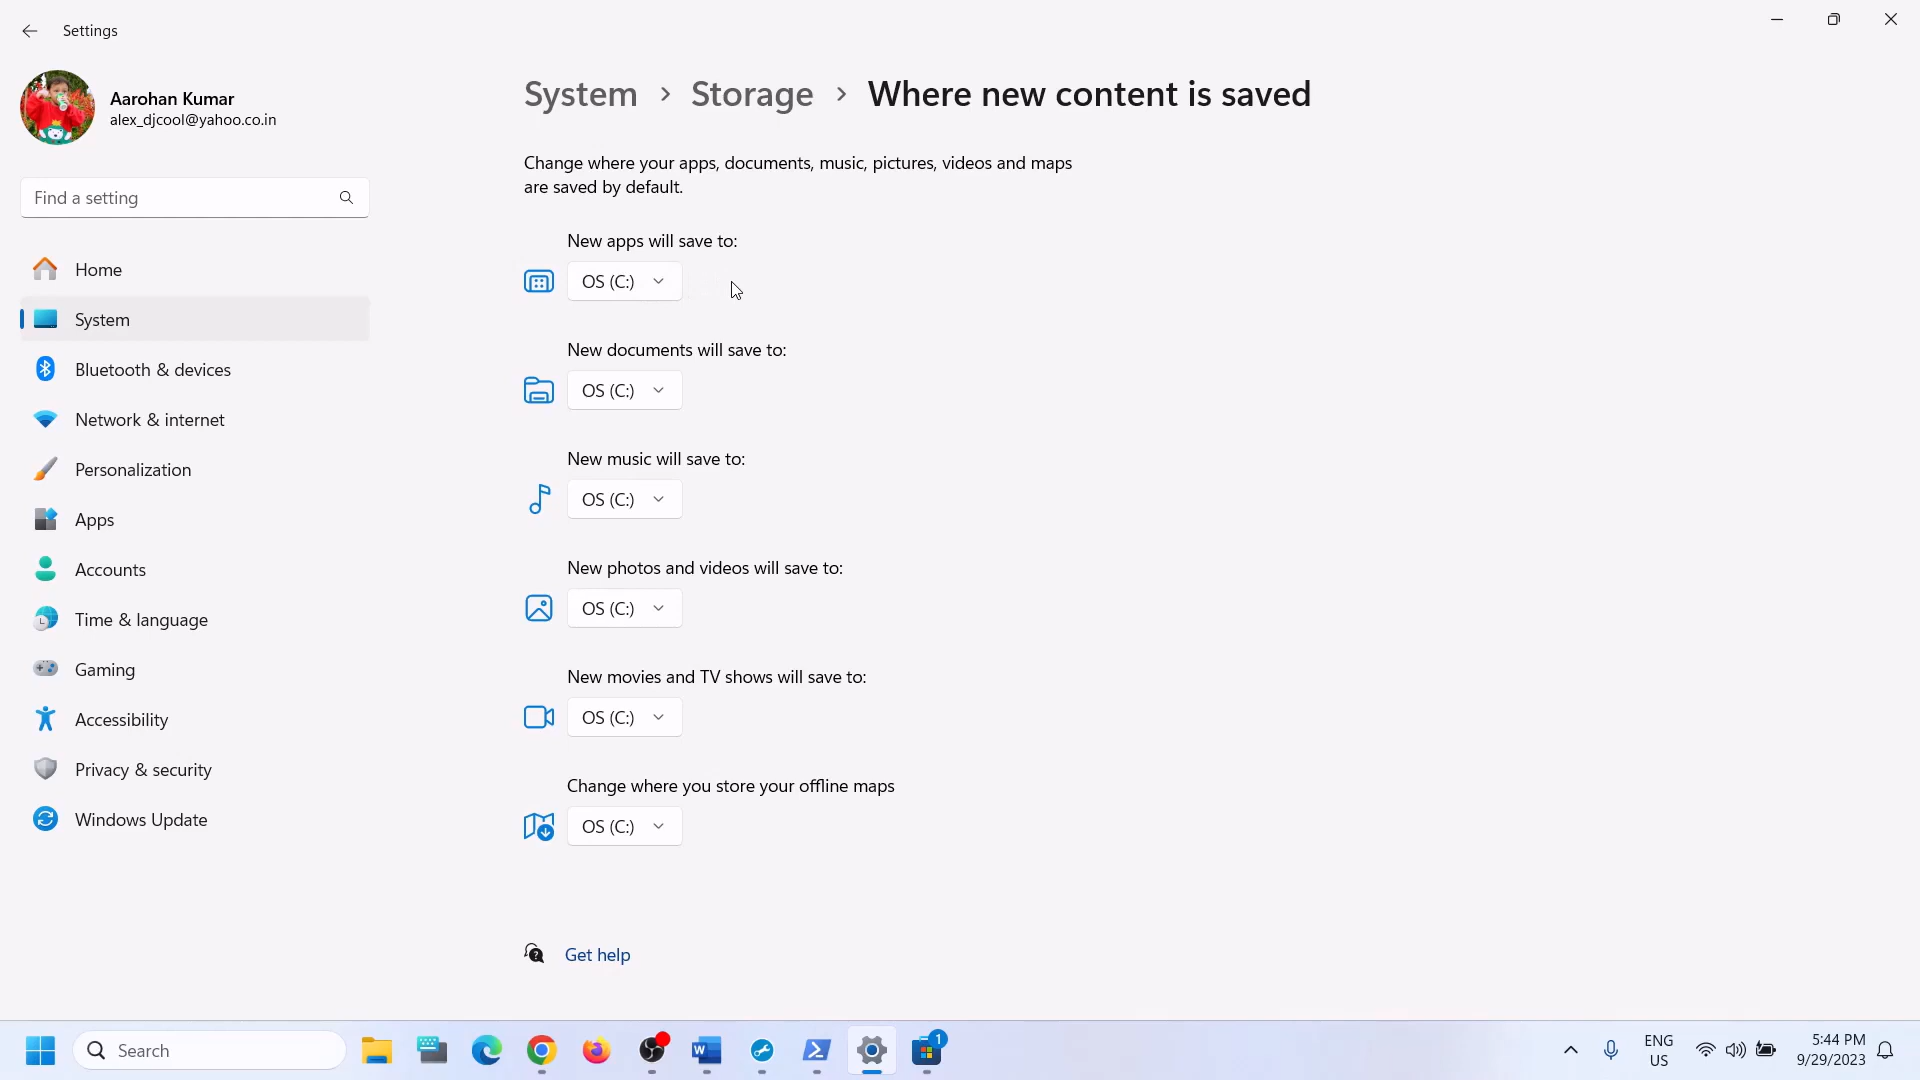 Settings
Aarohan Kumar
alex_djcool@yahoo.co.in
Find a setting
Home
System
Bluetooth & devices
Network & internet
Personalization
Apps
Accounts
Time & language
Gaming
Accessibility
Privacy & security
Windows Update
System > Storage > Where new content is saved
Change where your apps, documents, music, pictures, videos and maps
are saved by default.
New apps will save to:
OS (C:)
New documents will save to:
OS (C:)
New music will save to:
OS (C:)
New photos and videos will save to:
OS (C:)
New movies and TV shows will save to:
OS (C:)
Change where you store your offline maps
OS (C:)
Get help
Search
W
1
ENG
US
5:44 PM
9/29/2023